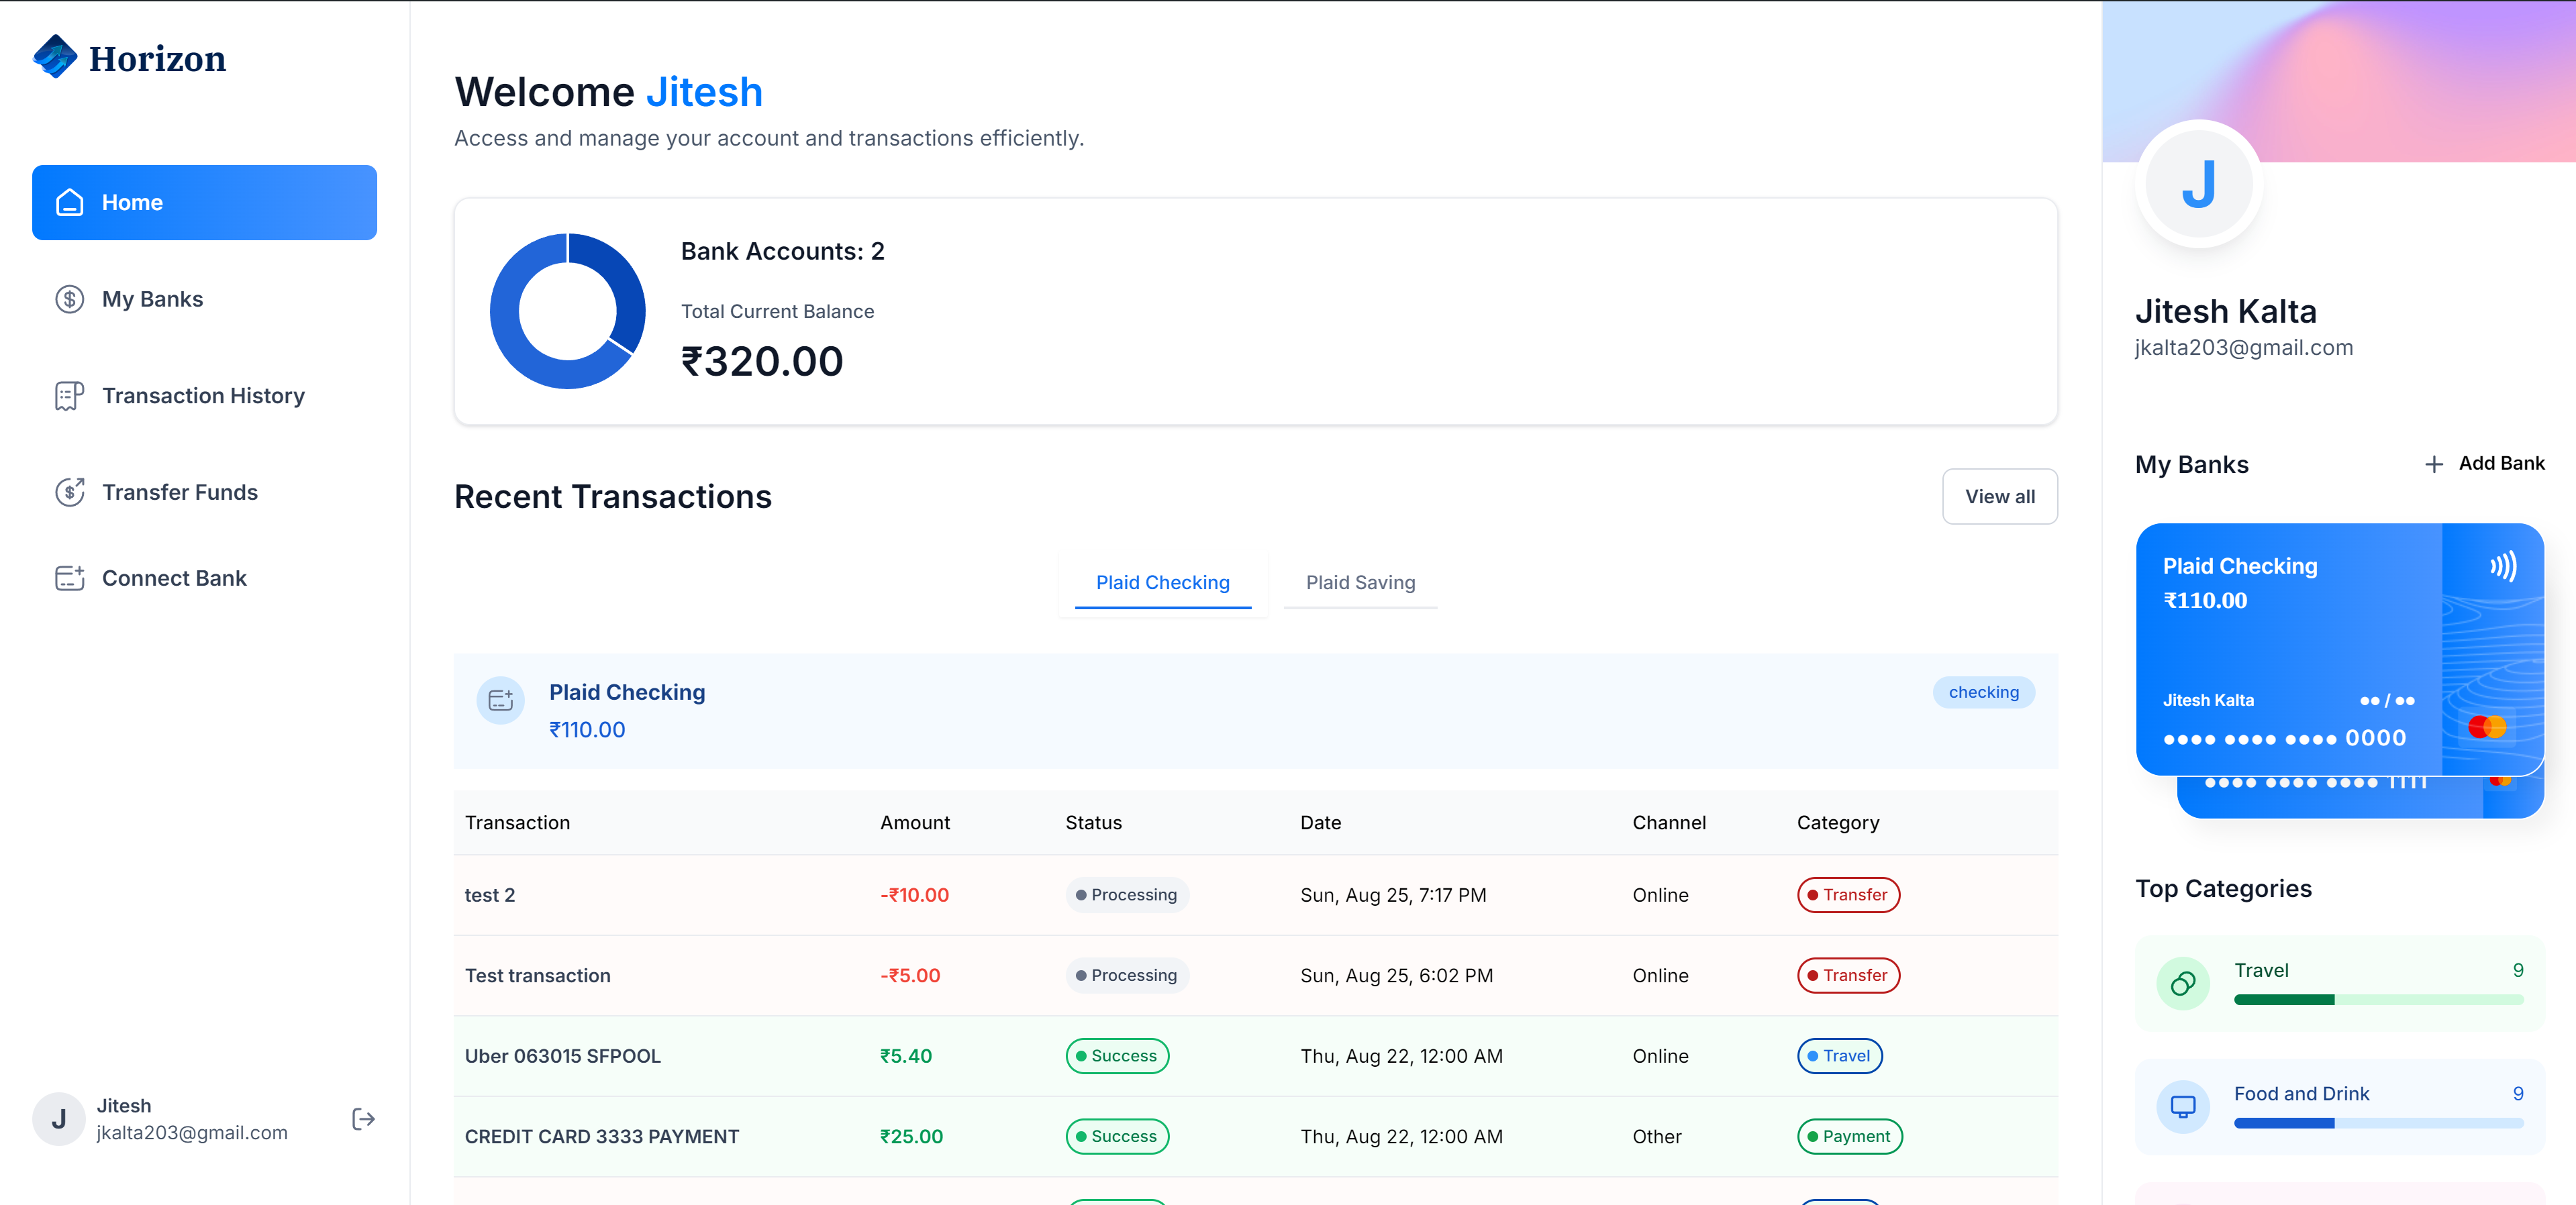 Horizon
Home
My Banks
Transaction History
Transfer Funds
Connect Bank
J
Jitesh
jkalta203@gmail.com
Welcome Jitesh
Access and manage your account and transactions efficiently.
Bank Accounts: 2
Total Current Balance
₹320.00
Recent Transactions
View all
Plaid Checking Plaid Saving
Plaid Checking
₹110.00
checking
Transaction Amount Status Date Channel Category
test 2 -₹10.00 Processing Sun, Aug 25, 7:17 PM Online Transfer
Test transaction -₹5.00 Processing Sun, Aug 25, 6:02 PM Online Transfer
Uber 063015 SFPOOL ₹5.40 Success Thu, Aug 22, 12:00 AM Online Travel
CREDIT CARD 3333 PAYMENT ₹25.00 Success Thu, Aug 22, 12:00 AM Other Payment
J
Jitesh Kalta
jkalta203@gmail.com
My Banks
+ Add Bank
Plaid Checking
₹110.00
Jitesh Kalta ●● / ●●
●●●● ●●●● ●●●● 0000
●●●● ●●●● ●●●● 1111
Top Categories
Travel 9
Food and Drink 9